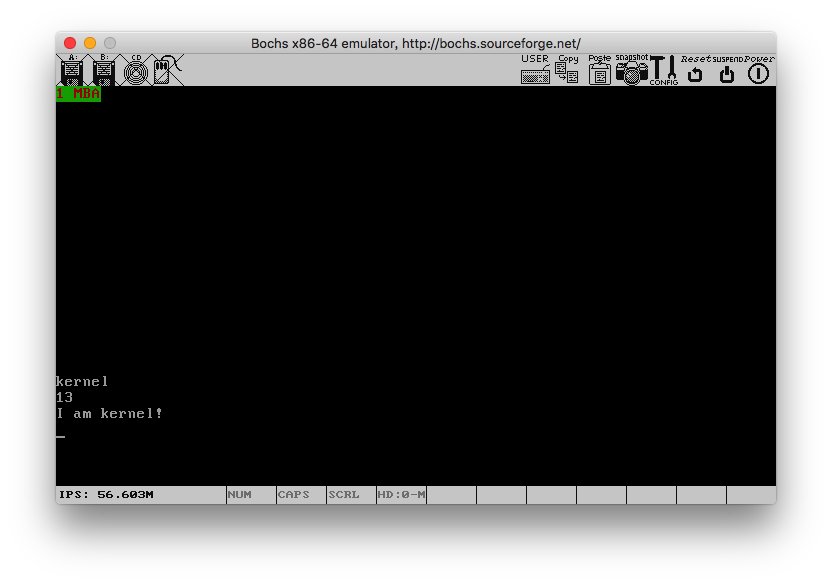 Bochs x86-64 emulator, http://bochs.sourceforge.net/
A: B: CD USER Copy Paste snapshot CONFIG Reset SUSPEND Power
1 MBA
kernel
13
I am kernel!
IPS: 56.603M NUM CAPS SCRL HD:0-M